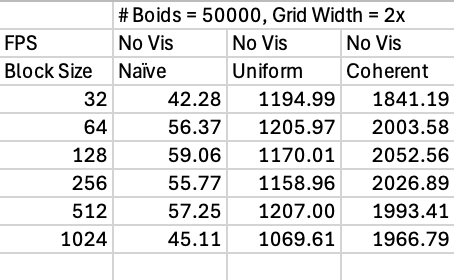 # Boids = 50000, Grid Width = 2x
FPS No Vis No Vis No Vis
Block Size Naïve Uniform Coherent
32 42.28 1194.99 1841.19
64 56.37 1205.97 2003.58
128 59.06 1170.01 2052.56
256 55.77 1158.96 2026.89
512 57.25 1207.00 1993.41
1024 45.11 1069.61 1966.79